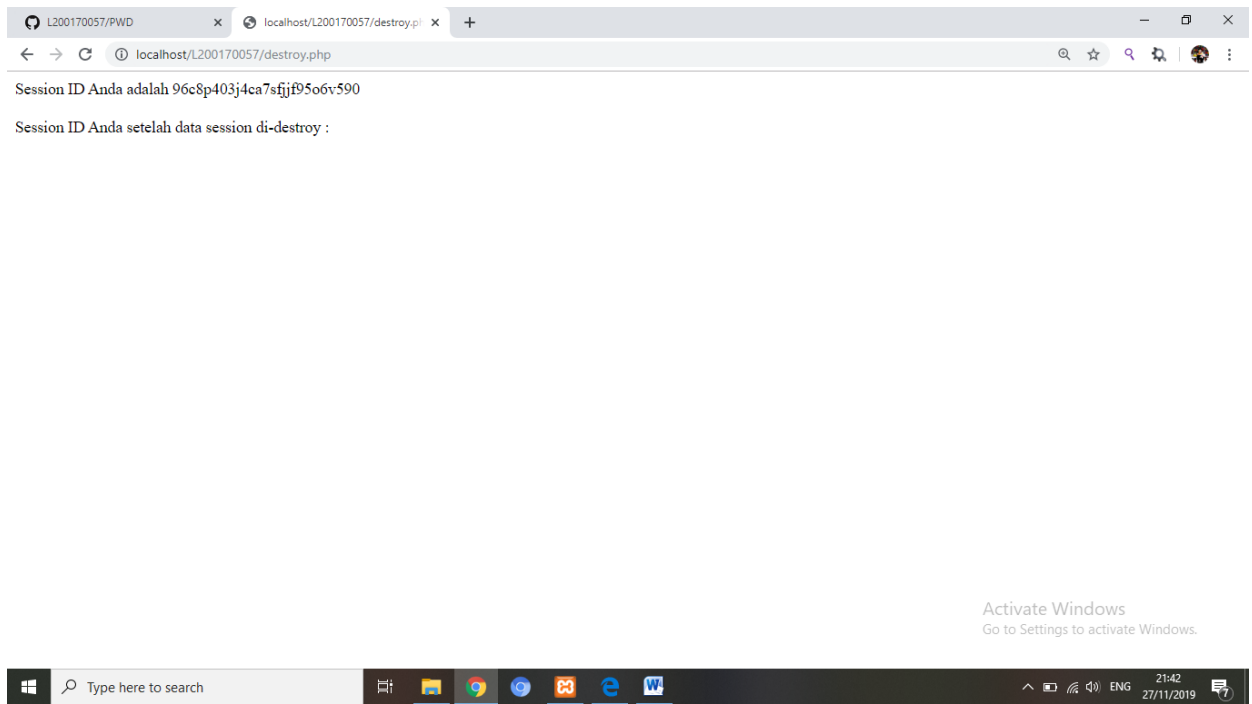 L200170057/PWD
localhost/L200170057/destroy.ph
localhost/L200170057/destroy.php
Session ID Anda adalah 96c8p403j4ca7sfjjf95o6v590
Session ID Anda setelah data session di-destroy :
Activate Windows
Go to Settings to activate Windows.
Type here to search
ENG
21:42
27/11/2019
7